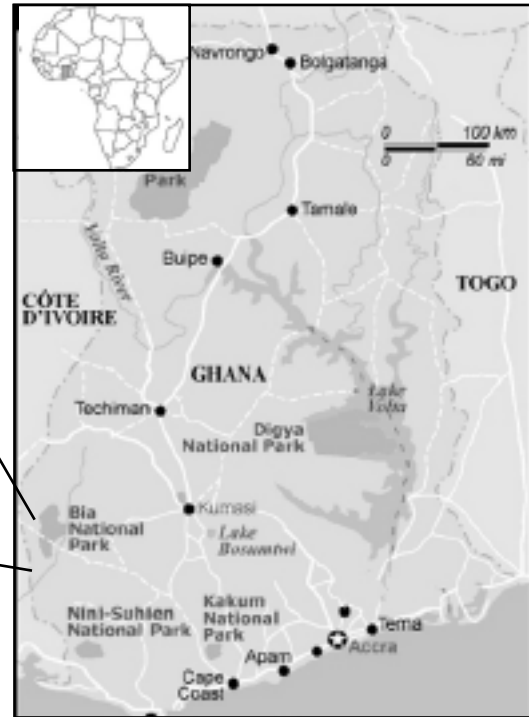 Navrongo
Bolgatanga
0 100 km
0 60 mi
Park
Tamale
Volta River
Buipe
CÔTE
D'IVOIRE
TOGO
GHANA
Lake
Volta
Techiman
Digya
National Park
Kumasi
Bia
National
Park
Lake
Bosumtwi
Nini-Suhien
National Park
Kakum
National
Park
Tema
Accra
Apam
Cape
Coast